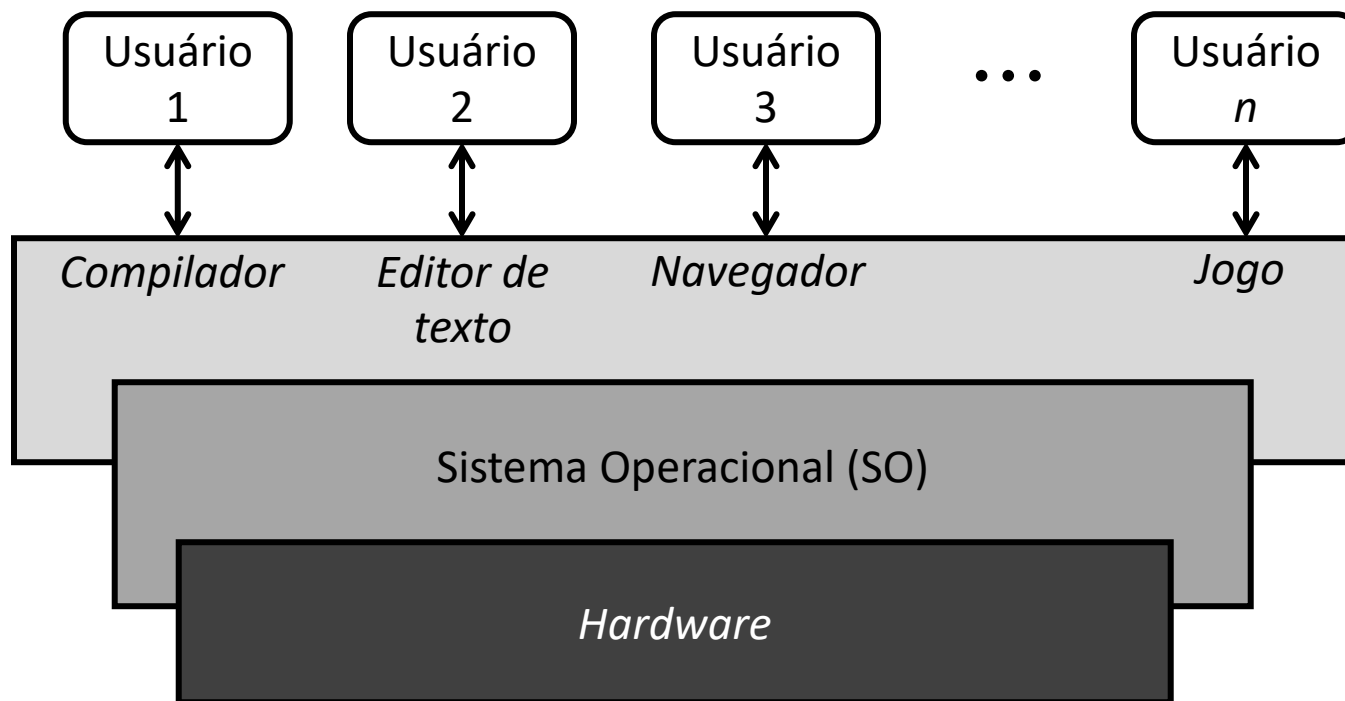 Usuário
1
Usuário
2
Usuário
3
...
Usuário
n
Compilador
Editor de
texto
Navegador
Jogo
Sistema Operacional (SO)
Hardware